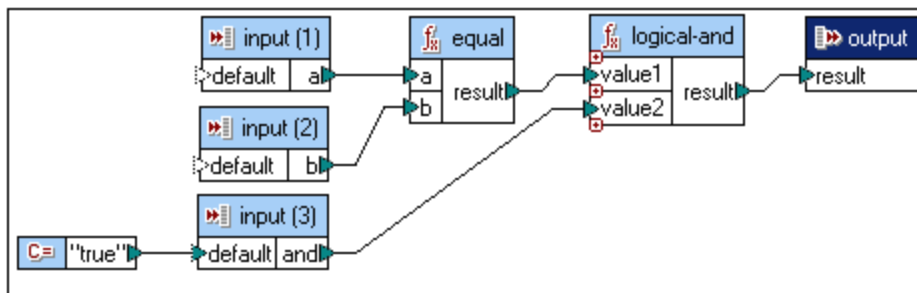 input (1)
default a
equal
a
b
result
logical-and
value1
value2
result
output
result
input (2)
default b
input (3)
default and
C= "true"